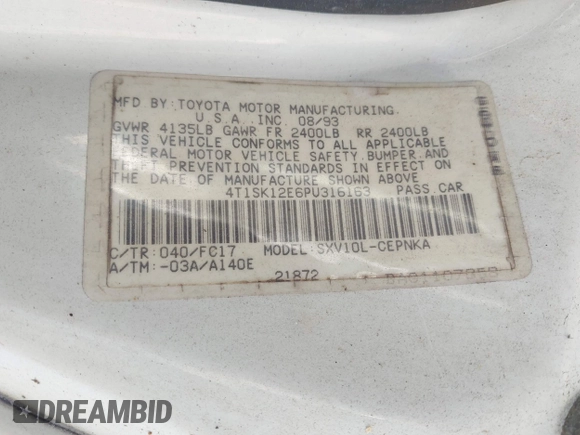 MFD BY: TOYOTA MOTOR MANUFACTURING,
U.S.A. INC. 08/93
GVWR 4135LB GAWR FR 2400LB RR 2400LB
THIS VEHICLE CONFORMS TO ALL APPLICABLE
FEDERAL MOTOR VEHICLE SAFETY, BUMPER AND
THEFT PREVENTION STANDARDS IN EFFECT ON
THE DATE OF MANUFACTURE SHOWN ABOVE
4T1SK12E6PU316163 PASS. CAR
C/TR: 040/FC17 MODEL: SXV10L-CEPNKA
A/TM: -03A/A140E
21872
DREAMBID